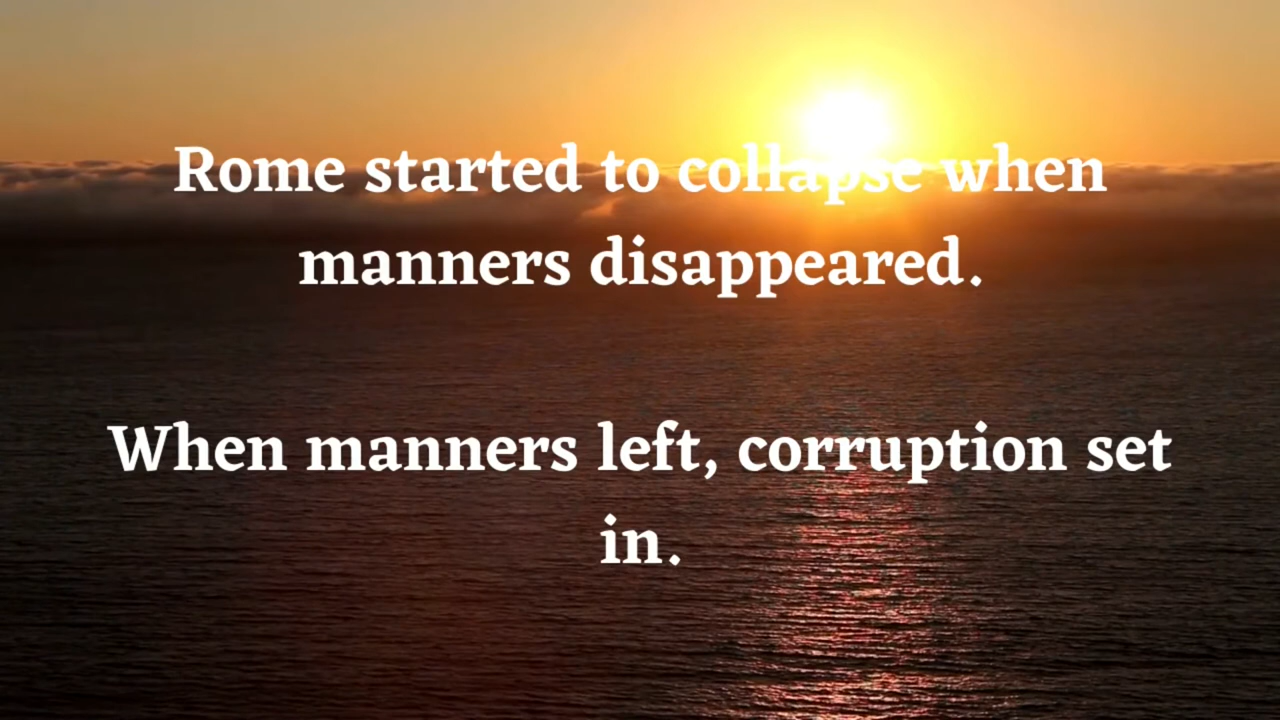 Rome started to collapse when
manners disappeared.
When manners left, corruption set
in.